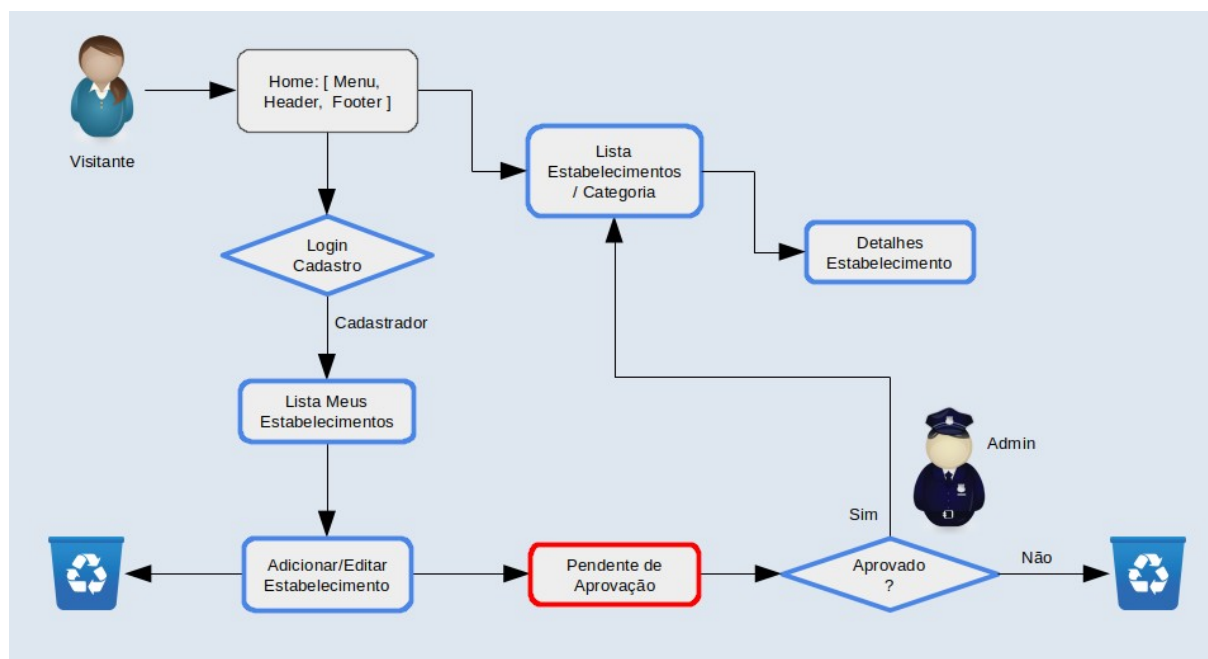 Visitante
Home: [ Menu,
Header, Footer ]
Lista
Estabelecimentos
/ Categoria
Detalhes
Estabelecimento
Login
Cadastro
Cadastrador
Lista Meus
Estabelecimentos
Admin
Sim
Adicionar/Editar
Estabelecimento
Pendente de
Aprovação
Aprovado
?
Não